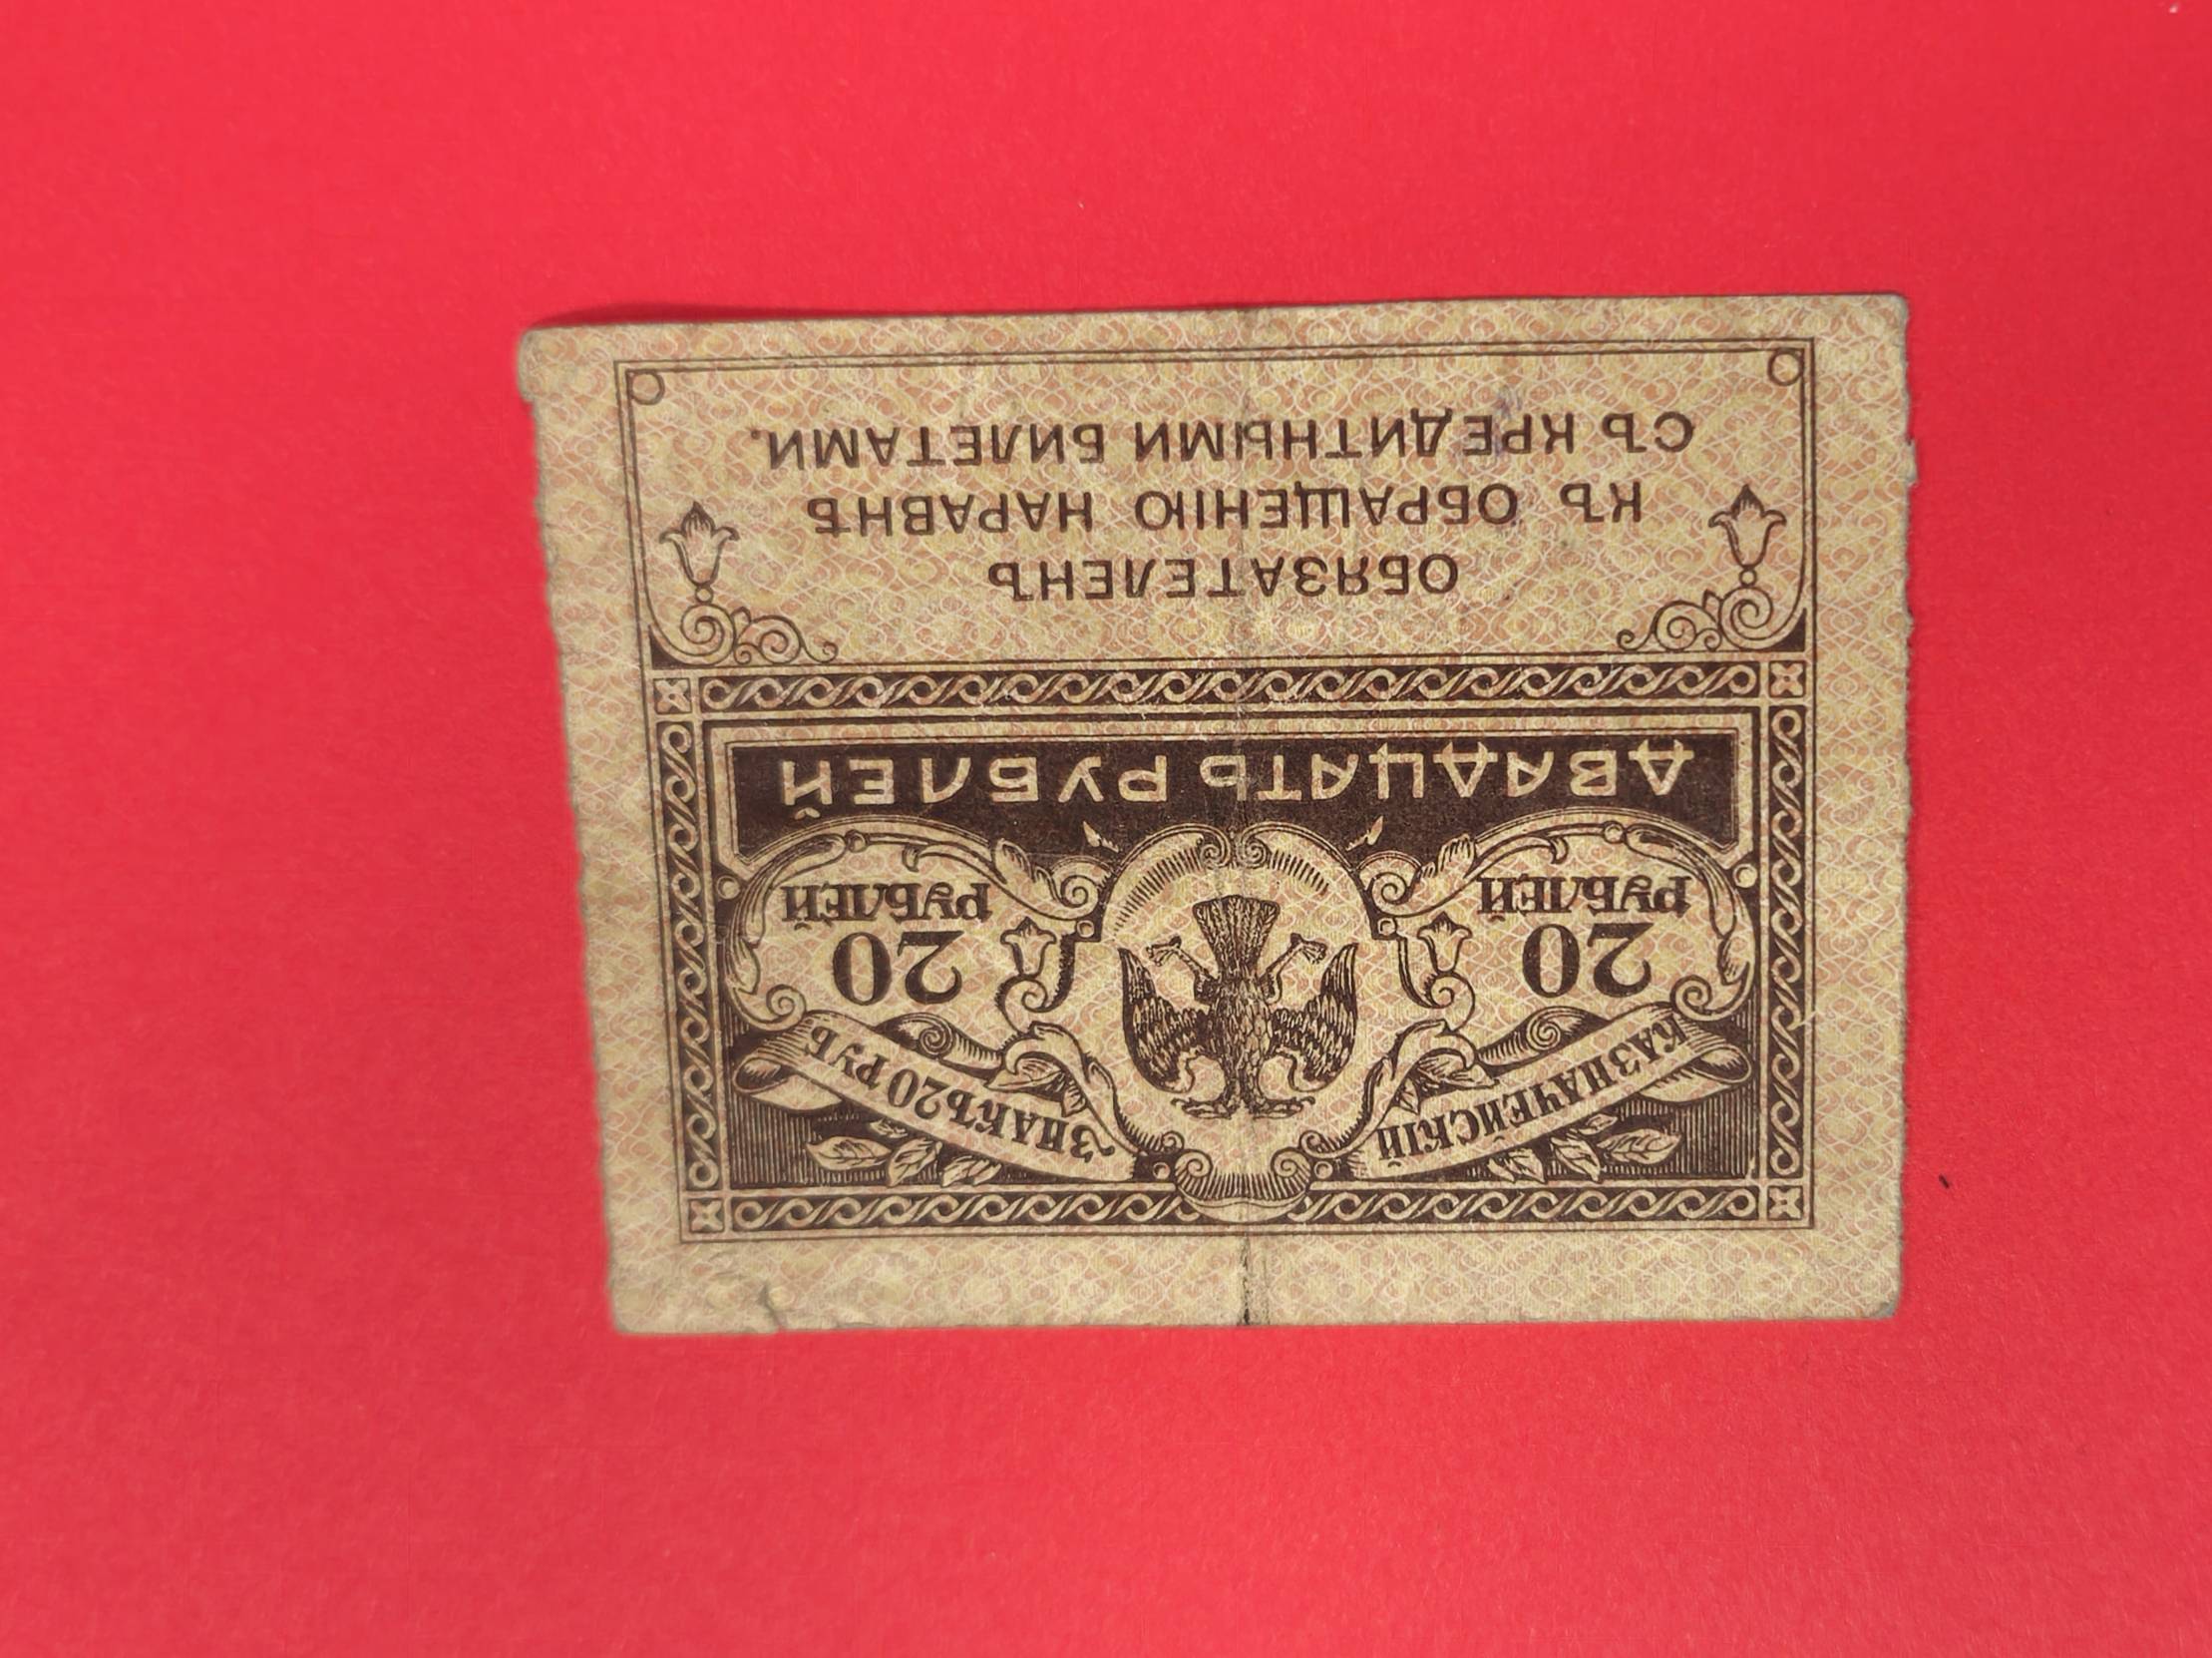 КАЗНАЧЕЙСКІЙ ЗНАКЪ 20 РУБ
20 20
РУБЛЕЙ РУБЛЕЙ
ДВАДЦАТЬ РУБЛЕЙ
ОБЯЗАТЕЛЕНЪ
КЪ ОБРАЩЕНІЮ НАРАВНѢ
СЪ КРЕДИТНЫМИ БИЛЕТАМИ.